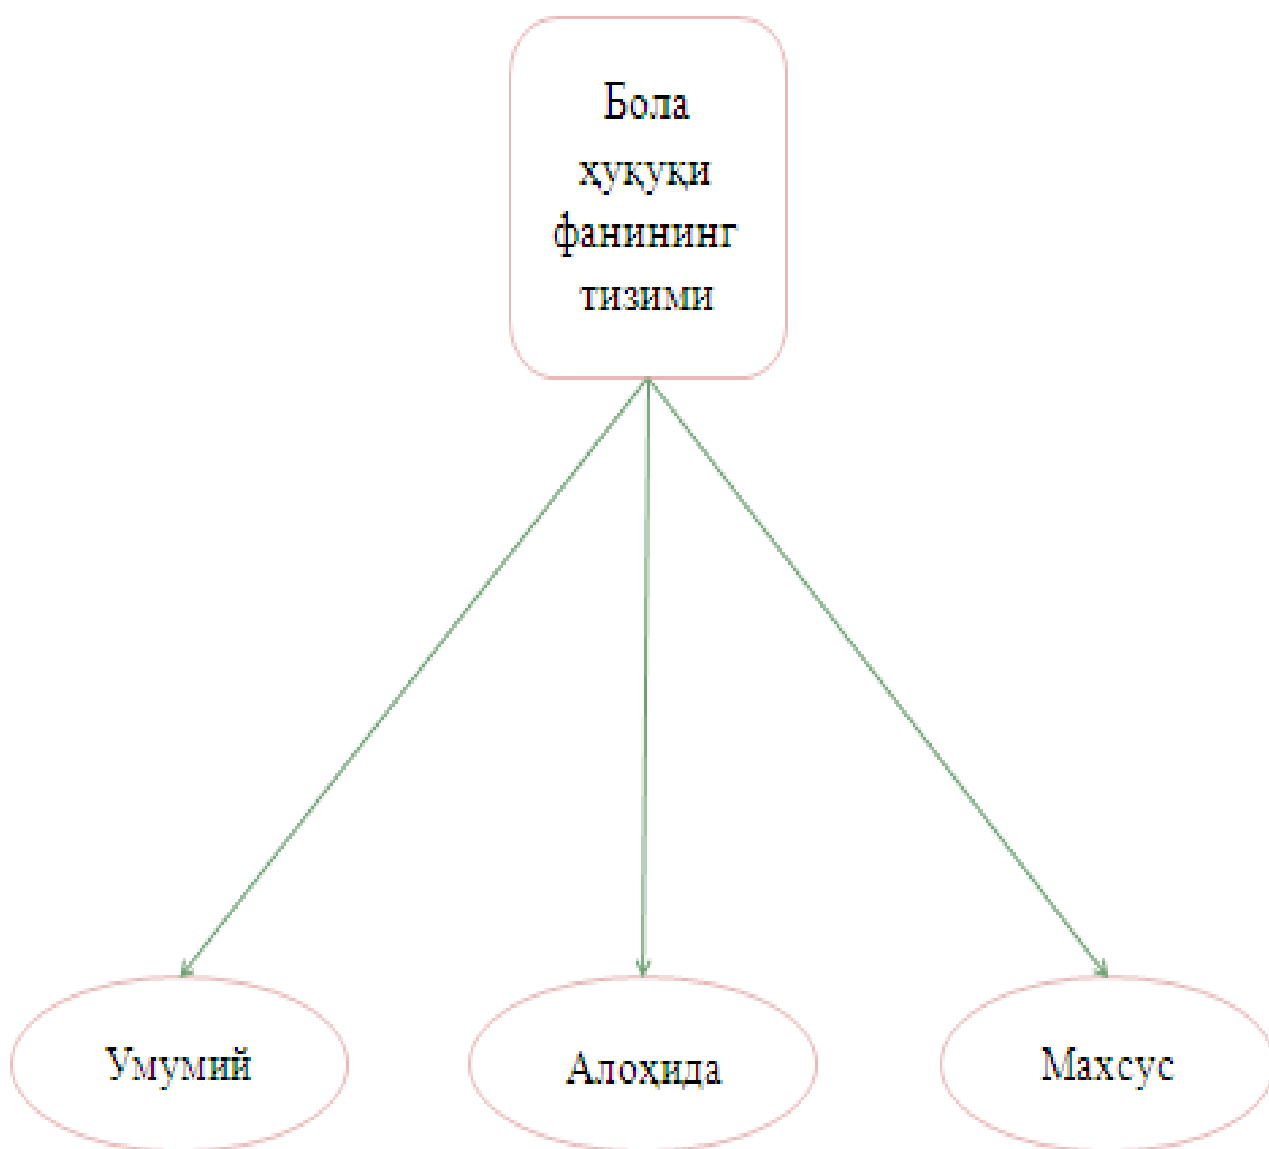 Бола
ҳуқуқи
фанининг
тизими
Умумий
Алоҳида
Махсус